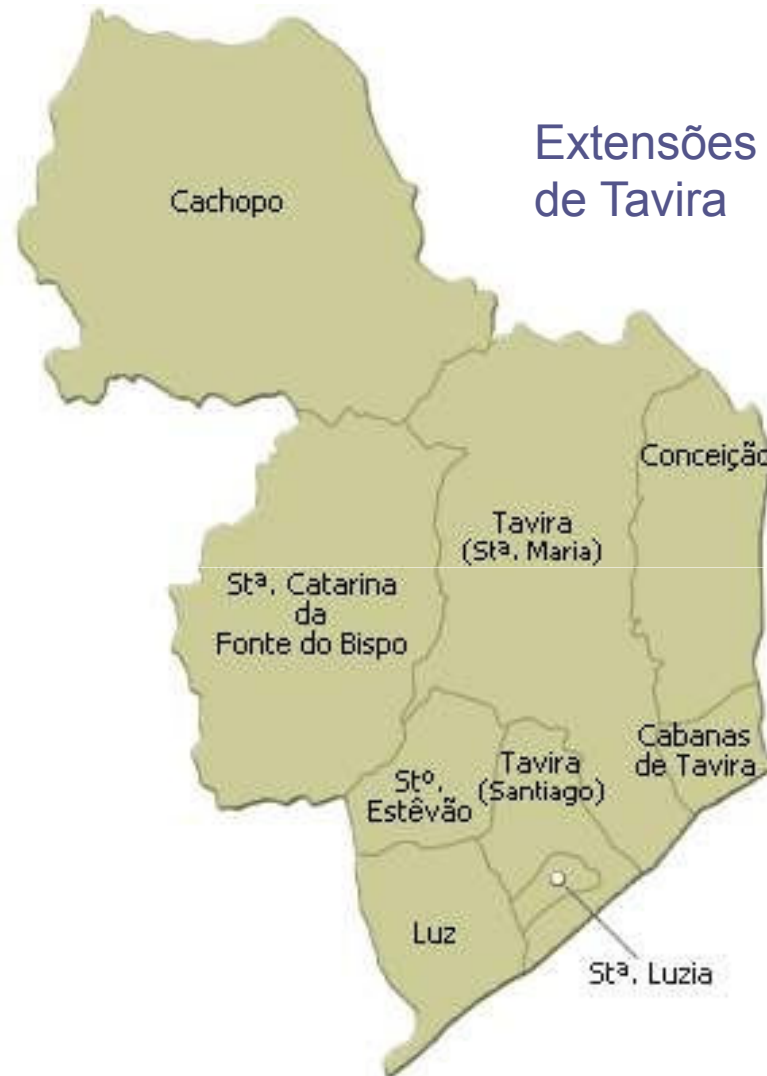 Extensões
de Tavira
Cachopo
Conceição
Tavira
(Stª. Maria)
Stª. Catarina
da
Fonte do Bispo
Cabanas
de Tavira
Tavira
(Santiago)
Stº.
Estêvão
Luz
Stª. Luzia